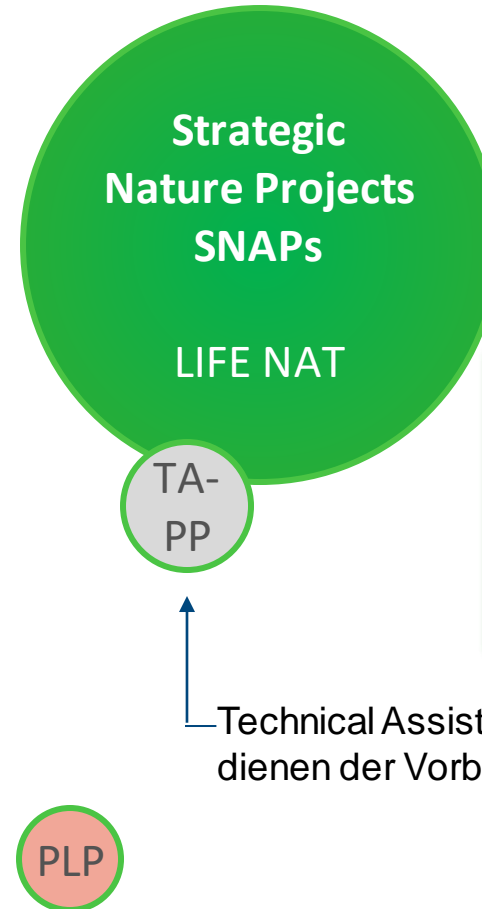 Strategic
Nature Projects
SNAPs
LIFE NAT
TA-
PP
Technical Assist
dienen der Vorb
PLP